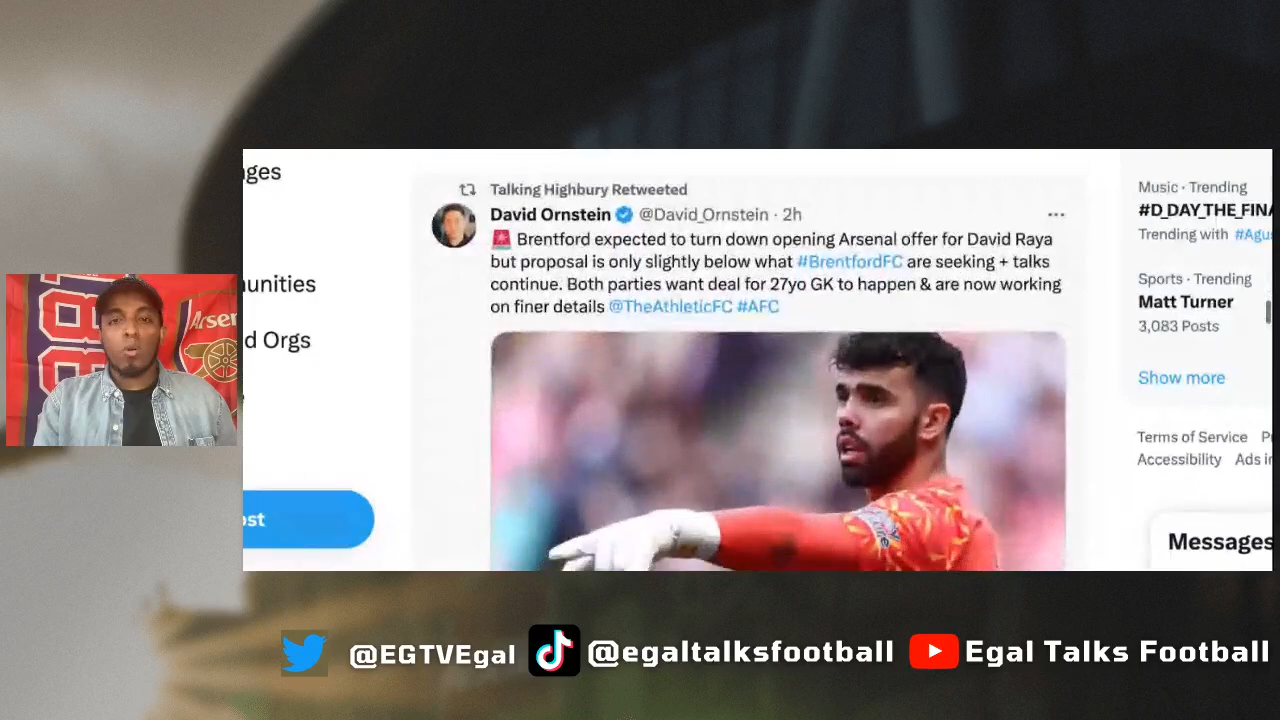 ges
Talking Highbury Retweeted
David Ornstein @David_Ornstein · 2h
Brentford expected to turn down opening Arsenal offer for David Raya
but proposal is only slightly below what #BrentfordFC are seeking + talks
continue. Both parties want deal for 27yo GK to happen & are now working
on finer details @TheAthleticFC #AFC
unities
d Orgs
ost
Music · Trending
#D_DAY_THE_FINA
Trending with #Agus
Sports · Trending
Matt Turner
3,083 Posts
Show more
Terms of Service P
Accessibility Ads in
Messages
Arsen
@EGTVEgal
@egaltalksfootball
Egal Talks Football